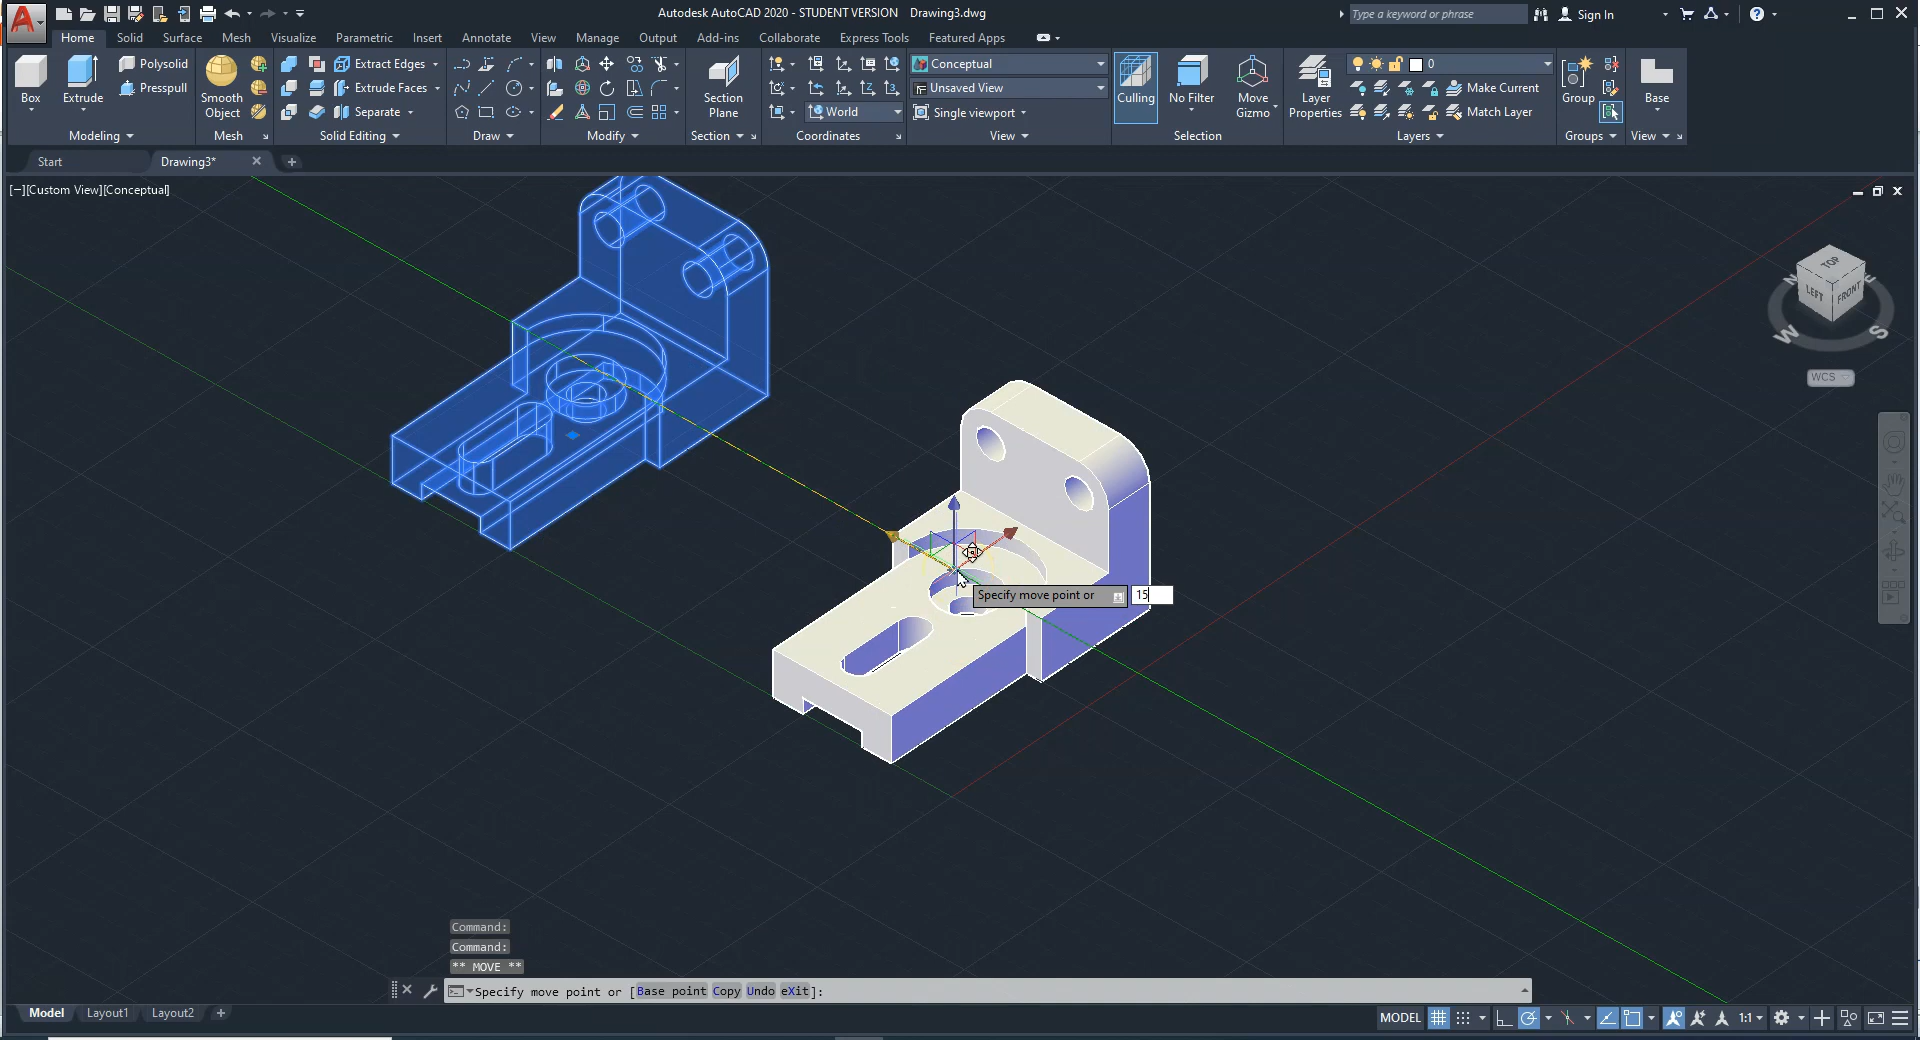 Autodesk AutoCAD 2020 - STUDENT VERSION Drawing3.dwg
Type a keyword or phrase
Sign In
Home Solid Surface Mesh Visualize Parametric Insert Annotate View Manage Output Add-ins Collaborate Express Tools Featured Apps
Box
Extrude
Polysolid
Presspull
Smooth Object
Extract Edges
Extrude Faces
Separate
Section Plane
World
Conceptual
Unsaved View
Single viewport
Culling
No Filter
Move Gizmo
Layer Properties
0
Make Current
Match Layer
Group
Base
Modeling Mesh Solid Editing Draw Modify Section Coordinates View Selection Layers Groups View
Start Drawing3*
[−][Custom View][Conceptual]
TOP
LEFT
FRONT
N
E
W
S
WCS
Specify move point or 15
Command:
Command:
** MOVE **
Specify move point or [Base point Copy Undo eXit]:
Model Layout1 Layout2
MODEL
1:1